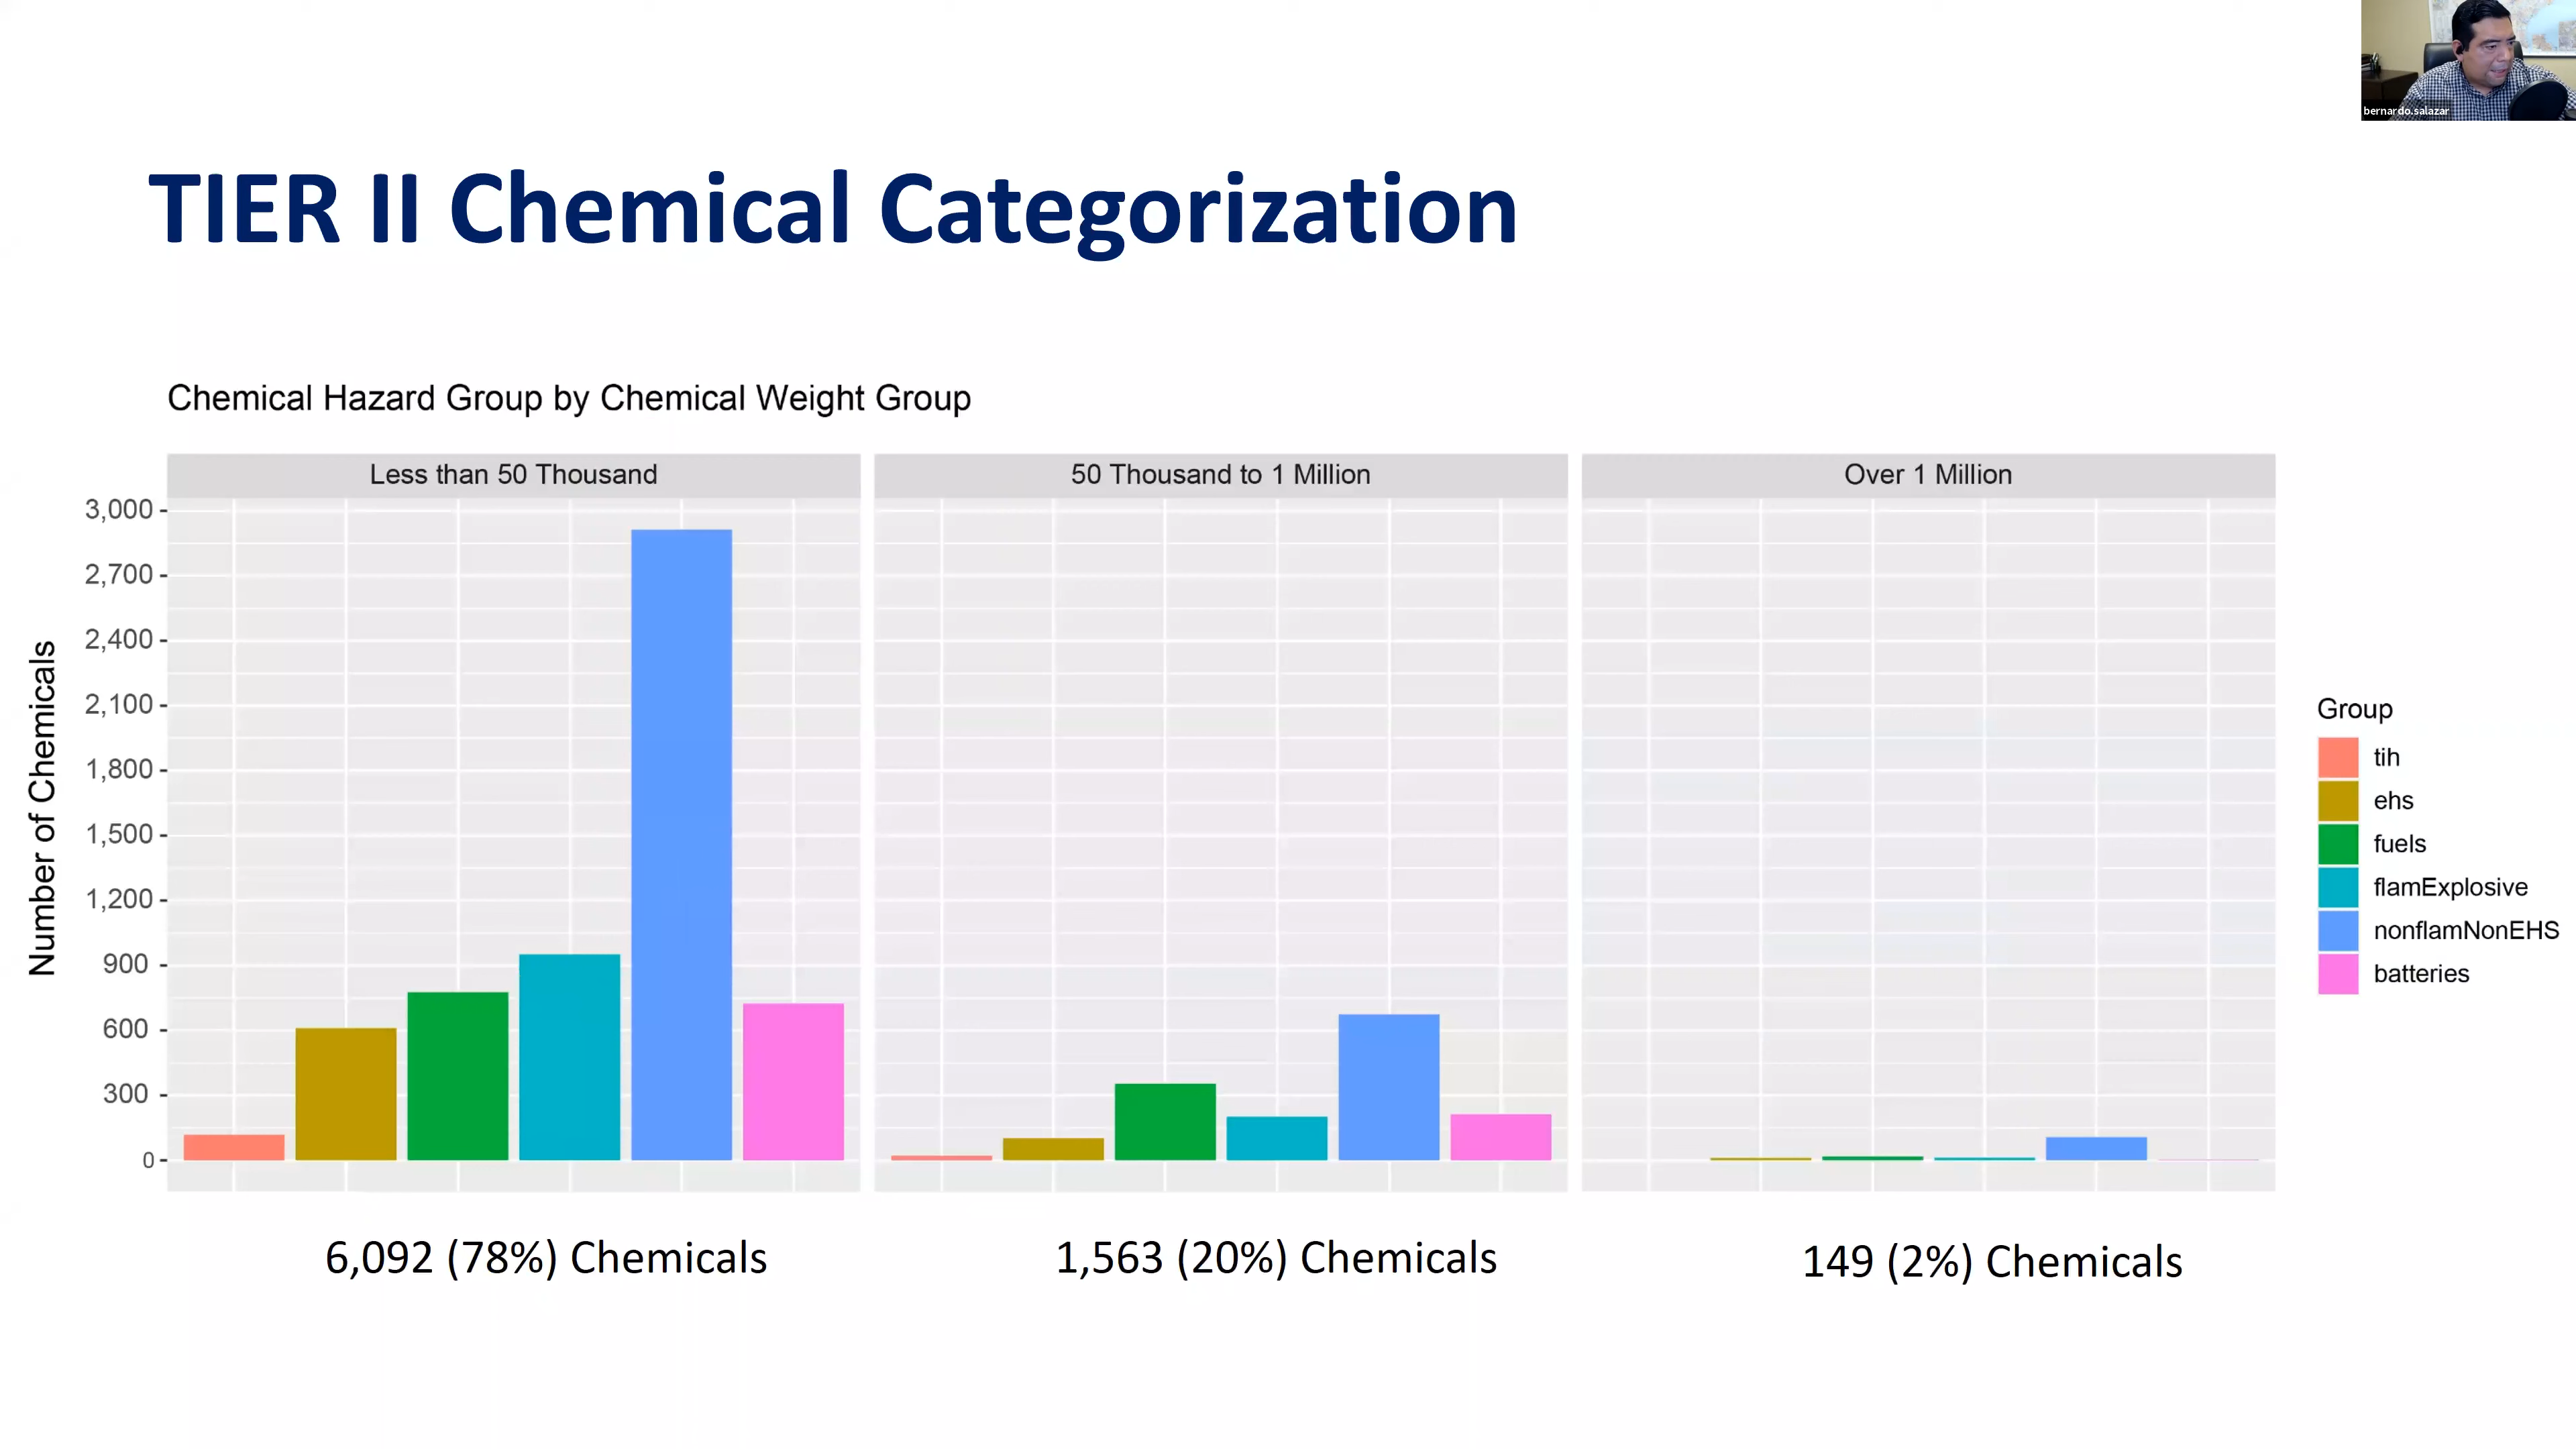 bernardo.salazar
TIER II Chemical Categorization
Chemical Hazard Group by Chemical Weight Group
Less than 50 Thousand
50 Thousand to 1 Million
Over 1 Million
Number of Chemicals
3,000
2,700
2,400
2,100
1,800
1,500
1,200
900
600
300
0
Group
tih
ehs
fuels
flamExplosive
nonflamNonEHS
batteries
6,092 (78%) Chemicals
1,563 (20%) Chemicals
149 (2%) Chemicals